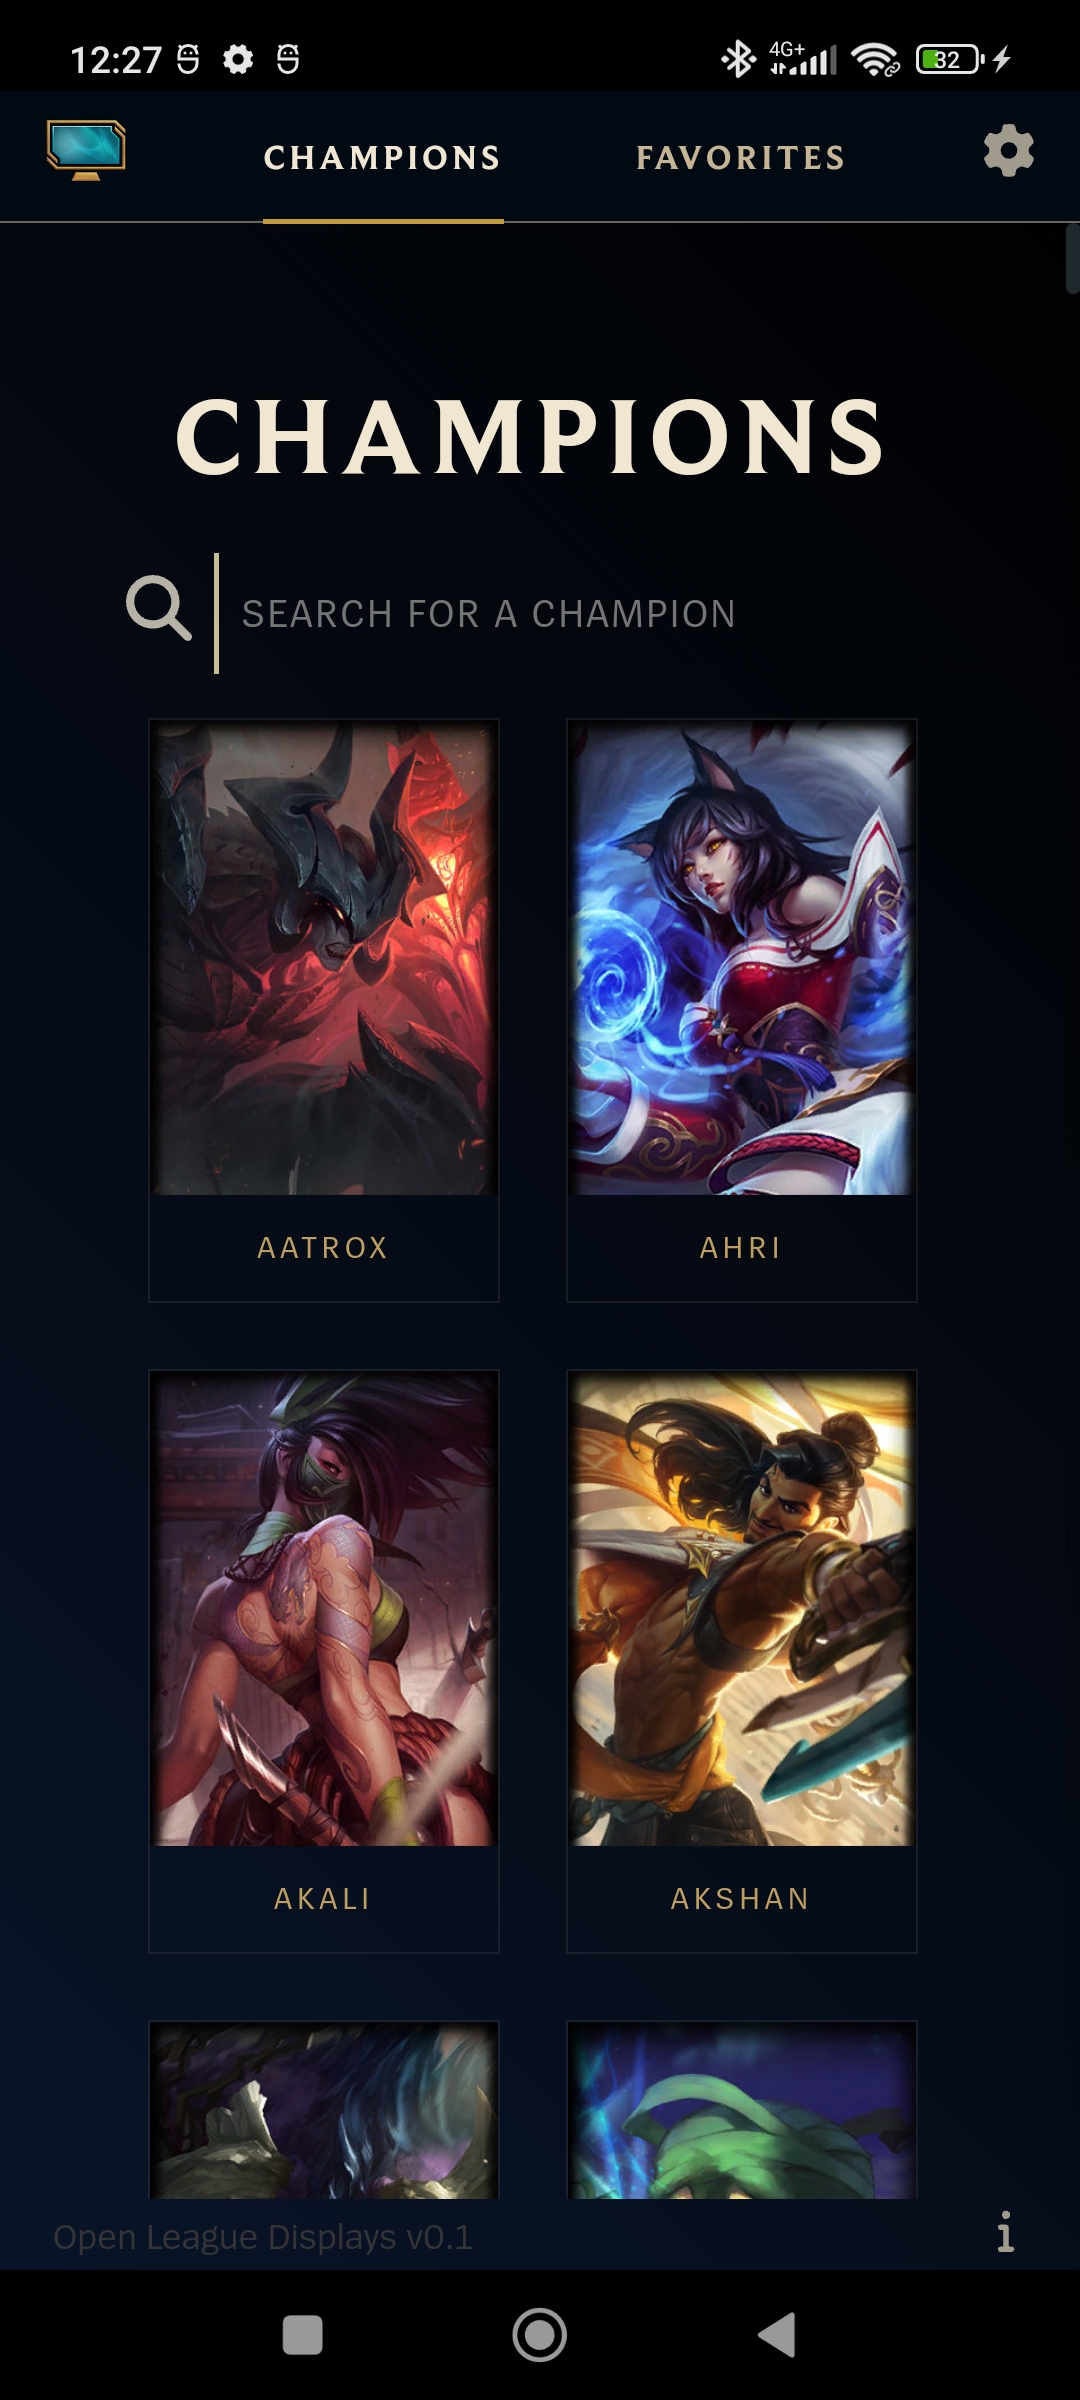 12:27
4G+
32
CHAMPIONS
FAVORITES
CHAMPIONS
SEARCH FOR A CHAMPION
AATROX
AHRI
AKALI
AKSHAN
Open League Displays v0.1